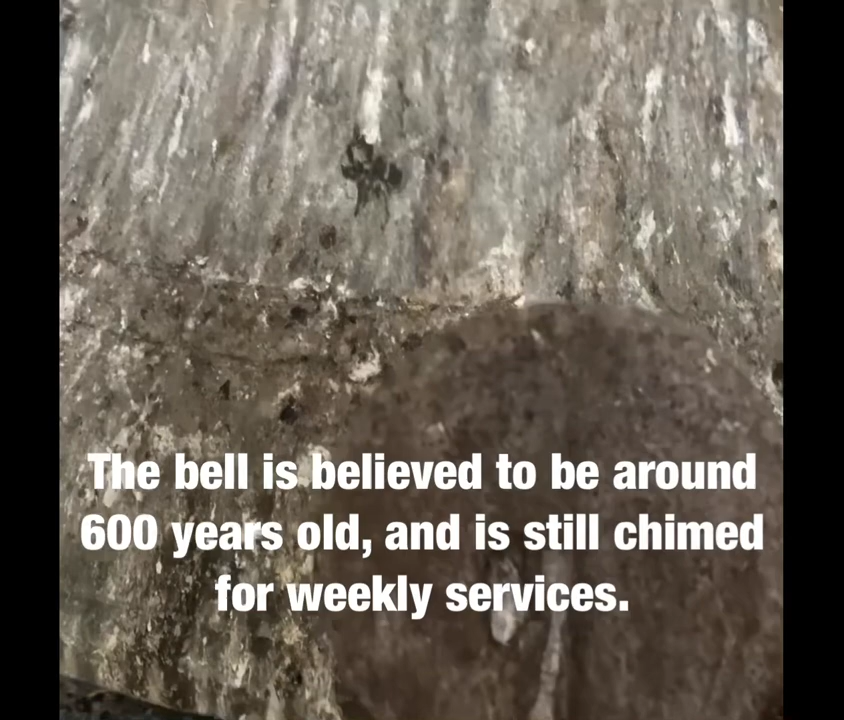 The bell is believed to be around
600 years old, and is still chimed
for weekly services.